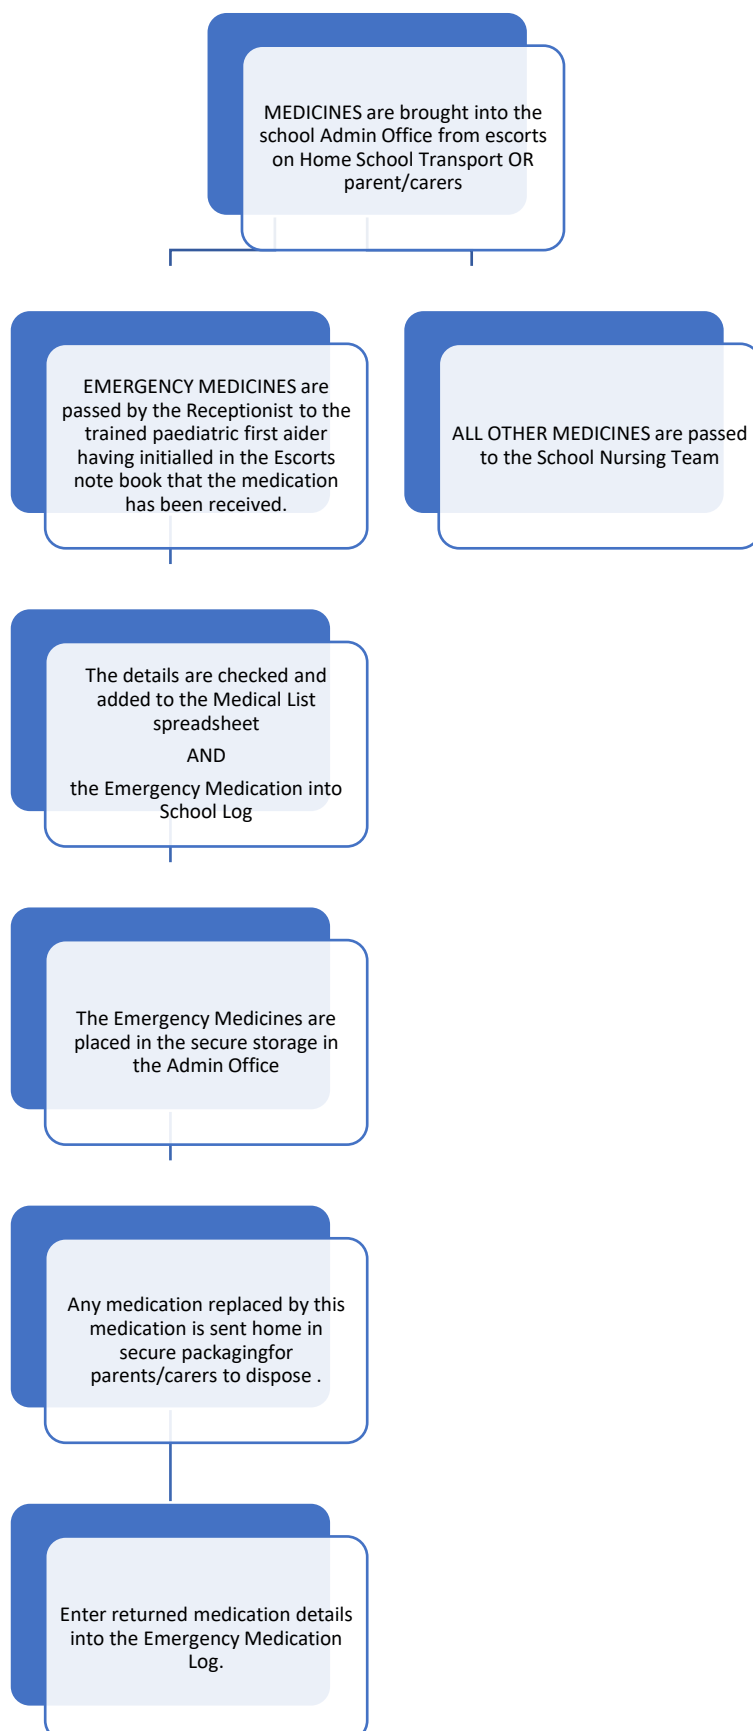 MEDICINES are brought into the
school Admin Office from escorts
on Home School Transport OR
parent/carers
EMERGENCY MEDICINES are
passed by the Receptionist to the
trained paediatric first aider
having initialled in the Escorts
note book that the medication
has been received.
ALL OTHER MEDICINES are passed
to the School Nursing Team
The details are checked and
added to the Medical List
spreadsheet
AND
the Emergency Medication into
School Log
The Emergency Medicines are
placed in the secure storage in
the Admin Office
Any medication replaced by this
medication is sent home in
secure packagingfor
parents/carers to dispose .
Enter returned medication details
into the Emergency Medication
Log.